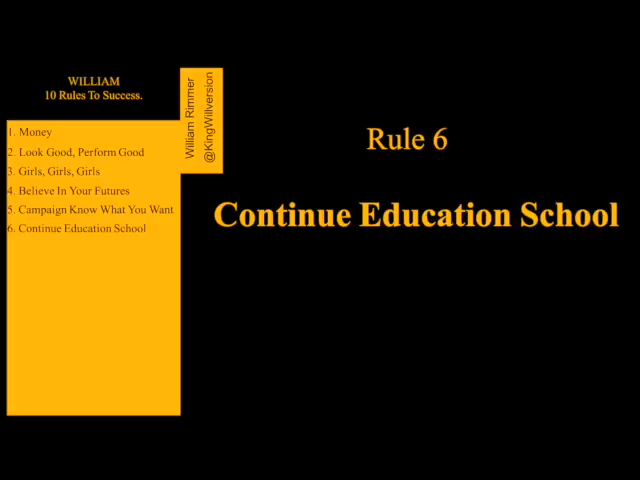 WILLIAM
10 Rules To Success.
William Rimmer
@KingWillversion
1. Money
2. Look Good, Perform Good
3. Girls, Girls, Girls
4. Believe In Your Futures
5. Campaign Know What You Want
6. Continue Education School
Rule 6
Continue Education School